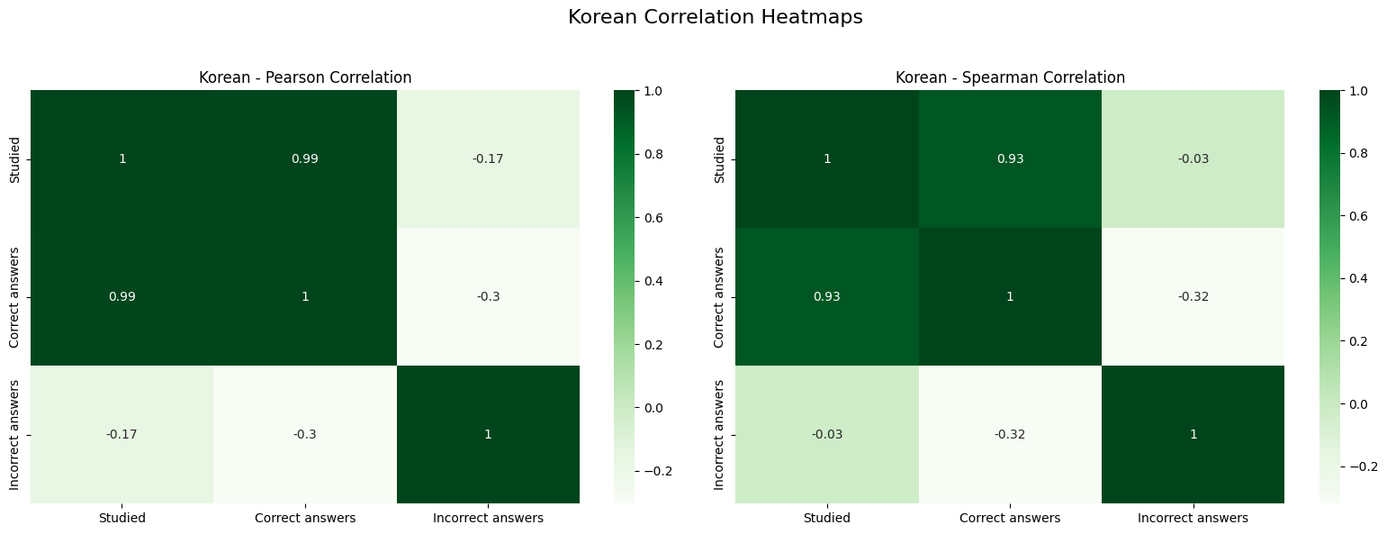 Korean Correlation Heatmaps
Korean - Pearson Correlation
Studied
Correct answers
Incorrect answers
1
0.99
-0.17
0.99
1
-0.3
-0.17
-0.3
1
Studied
Correct answers
Incorrect answers
1.0
0.8
0.6
0.4
0.2
0.0
−0.2
Korean - Spearman Correlation
Studied
Correct answers
Incorrect answers
1
0.93
-0.03
0.93
1
-0.32
-0.03
-0.32
1
Studied
Correct answers
Incorrect answers
1.0
0.8
0.6
0.4
0.2
0.0
−0.2